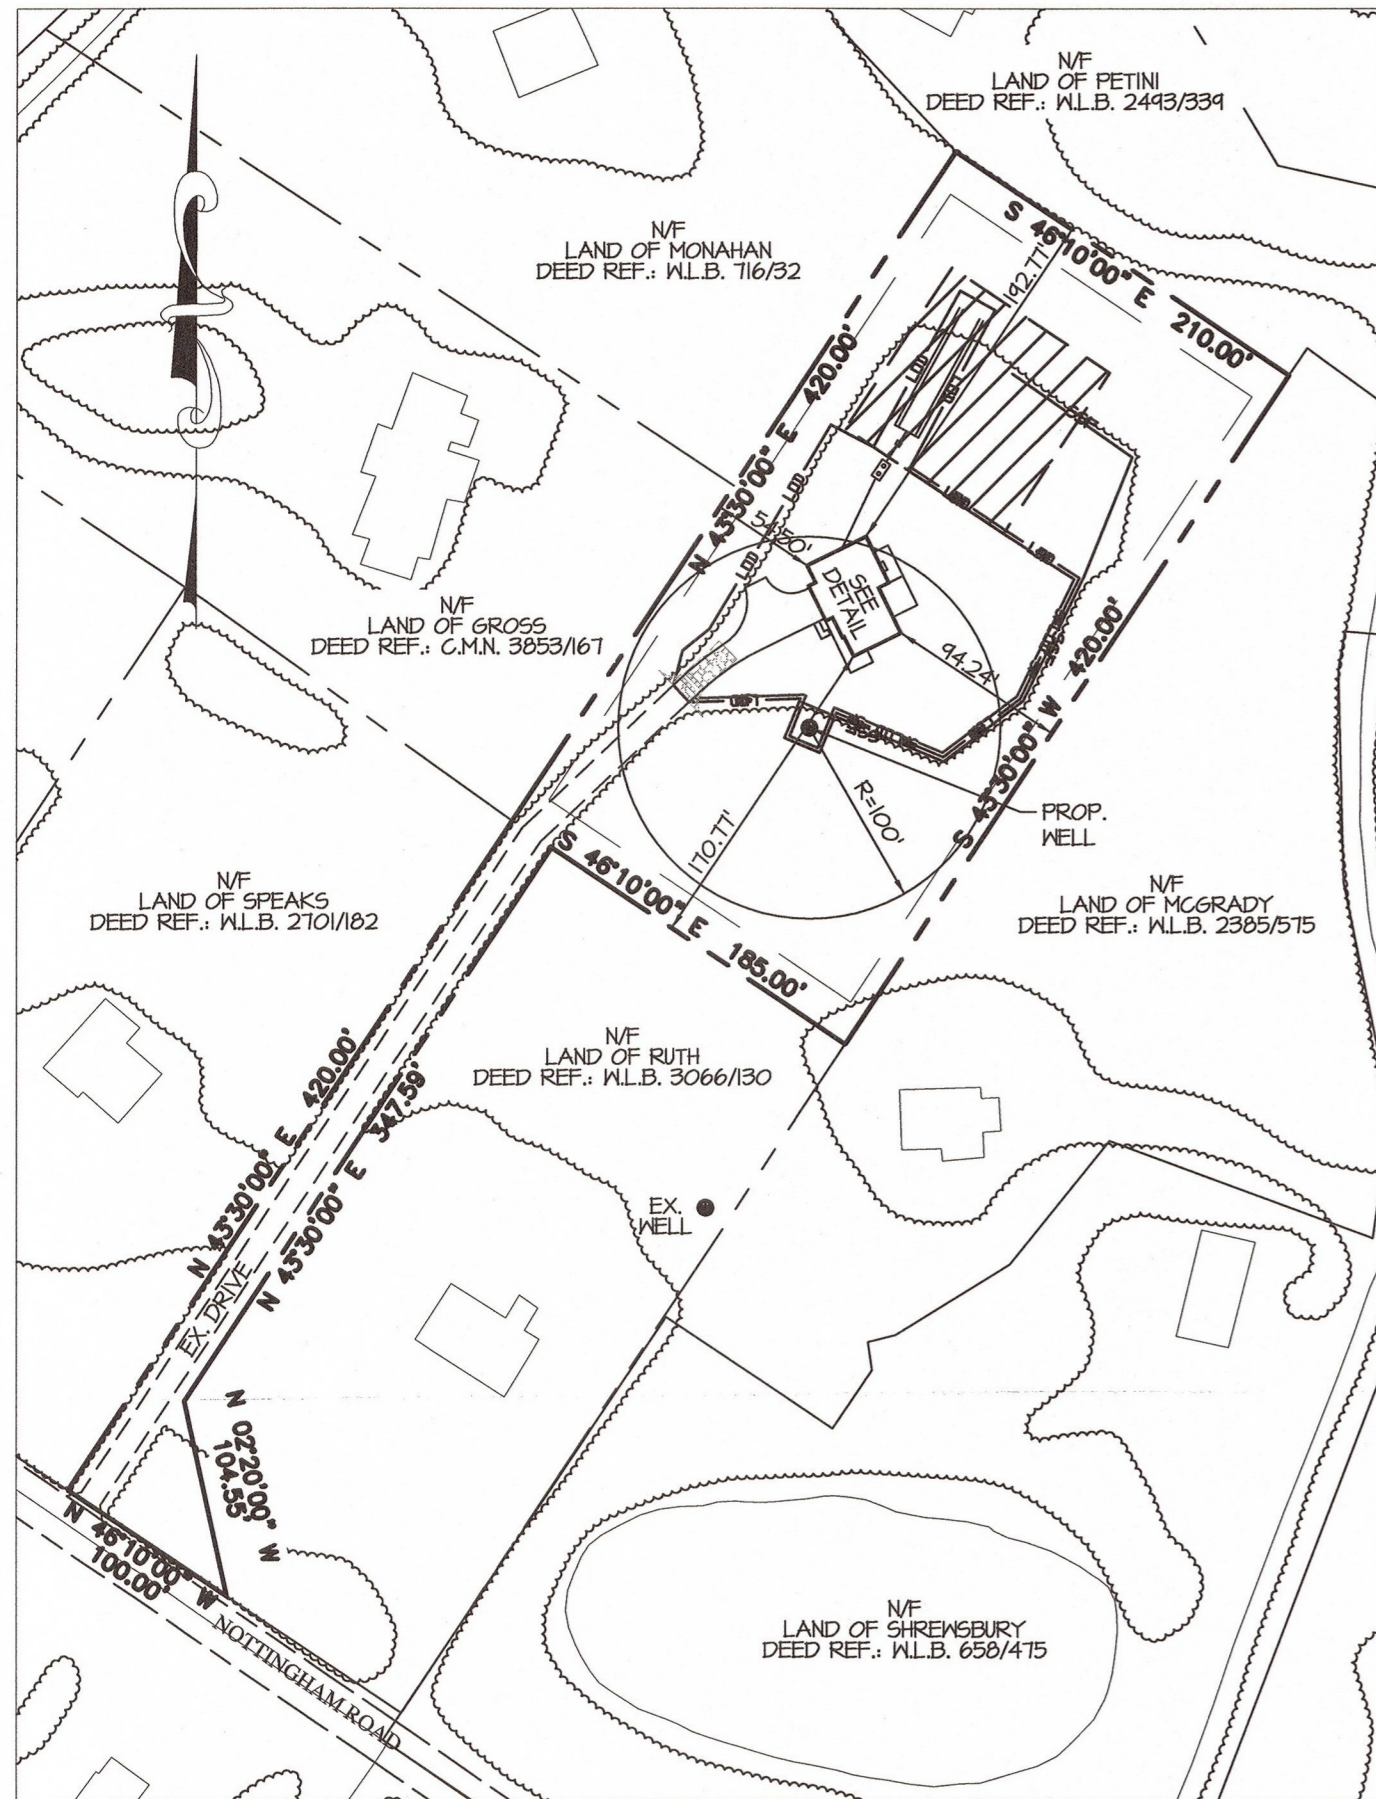 N/F
LAND OF PETINI
DEED REF.: W.L.B. 2493/339
N/F
LAND OF MONAHAN
DEED REF.: W.L.B. 716/32
S 46°10'00" E 210.00'
192.77'
N 43°30'00" E 420.00'
LOD
LOD
LOD
LOD
LOD
54.50'
SEE
DETAIL
94.24'
S 43°30'00" W 420.00'
N/F
LAND OF GROSS
DEED REF.: C.M.N. 3853/167
R=100'
170.77'
PROP.
WELL
S 46°10'00" E 185.00'
N/F
LAND OF SPEAKS
DEED REF.: W.L.B. 2701/182
N/F
LAND OF MCGRADY
DEED REF.: W.L.B. 2385/575
N/F
LAND OF RUTH
DEED REF.: W.L.B. 3066/130
N 43°30'00" E 420.00'
N 43°30'00" E 347.59'
EX. DRIVE
EX.
WELL
N 02°20'00" W
104.55'
N 46°10'00" W
100.00'
NOTTINGHAM ROAD
N/F
LAND OF SHREWSBURY
DEED REF.: W.L.B. 658/475